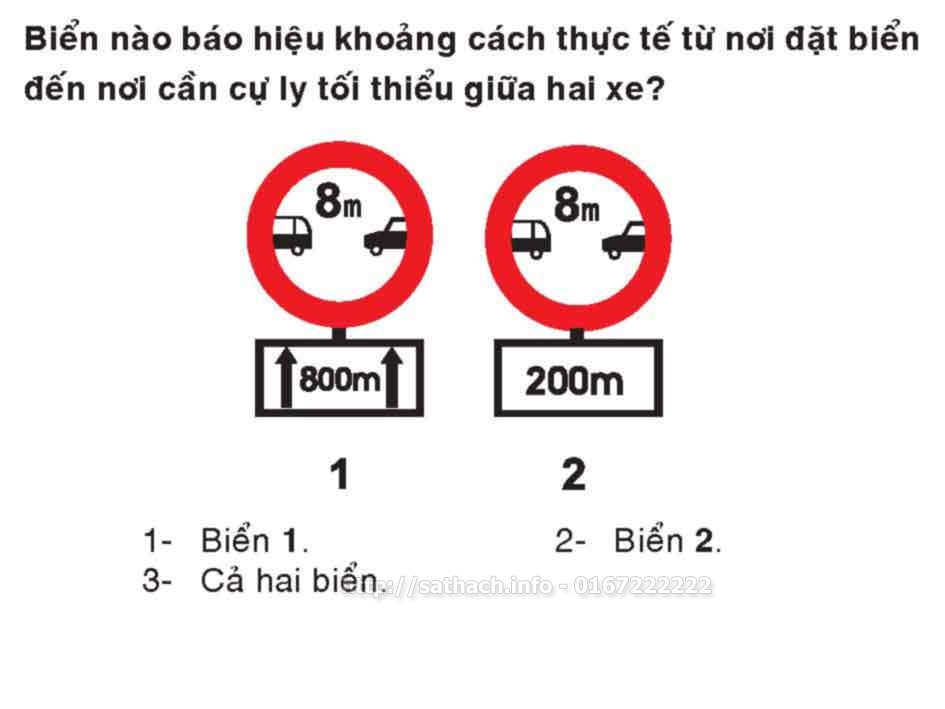 Biển nào báo hiệu khoảng cách thực tế từ nơi đặt biển
đến nơi cần cự ly tối thiểu giữa hai xe?
8m
8m
800m
200m
1
2
1- Biển 1.
2- Biển 2.
3- Cả hai biển.
http://sathach.info - 0167222222